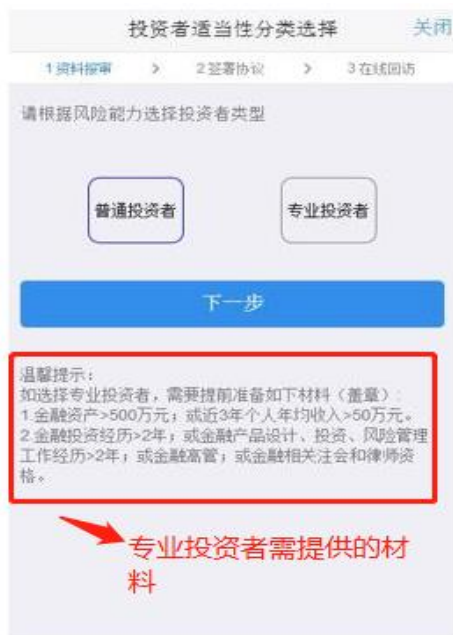 投资者适当性分类选择 关闭
1资料报审 > 2签署协议 > 3在线回访
请根据风险能力选择投资者类型
普通投资者 专业投资者
下一步
温馨提示：
如选择专业投资者，需要提前准备如下材料（盖章）：
1.金融资产>500万元；或近3年个人年均收入>50万元。
2.金融投资经历>2年；或金融产品设计、投资、风险管理
工作经历>2年；或金融高管；或金融相关注会和律师资
格。
专业投资者需提供的材
料